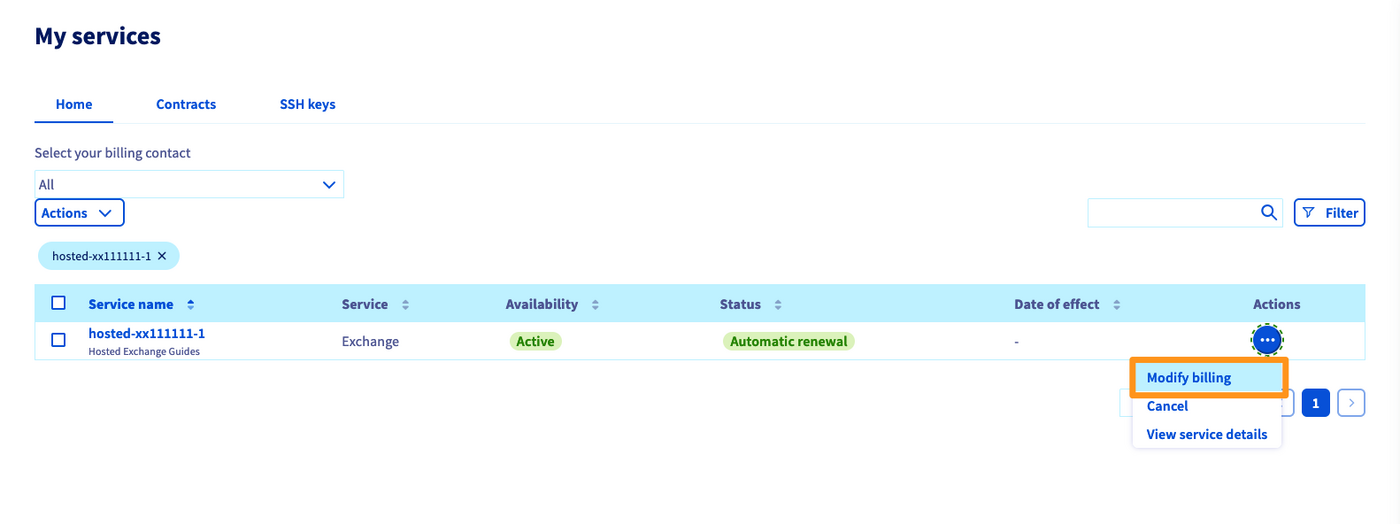 My services
Home Contracts SSH keys
Select your billing contact
All
Actions
Filter
hosted-xx111111-1 ✕
Service name Service Availability Status Date of effect Actions
hosted-xx111111-1 Exchange Active Automatic renewal - ...
Hosted Exchange Guides
Modify billing
Cancel
View service details
1